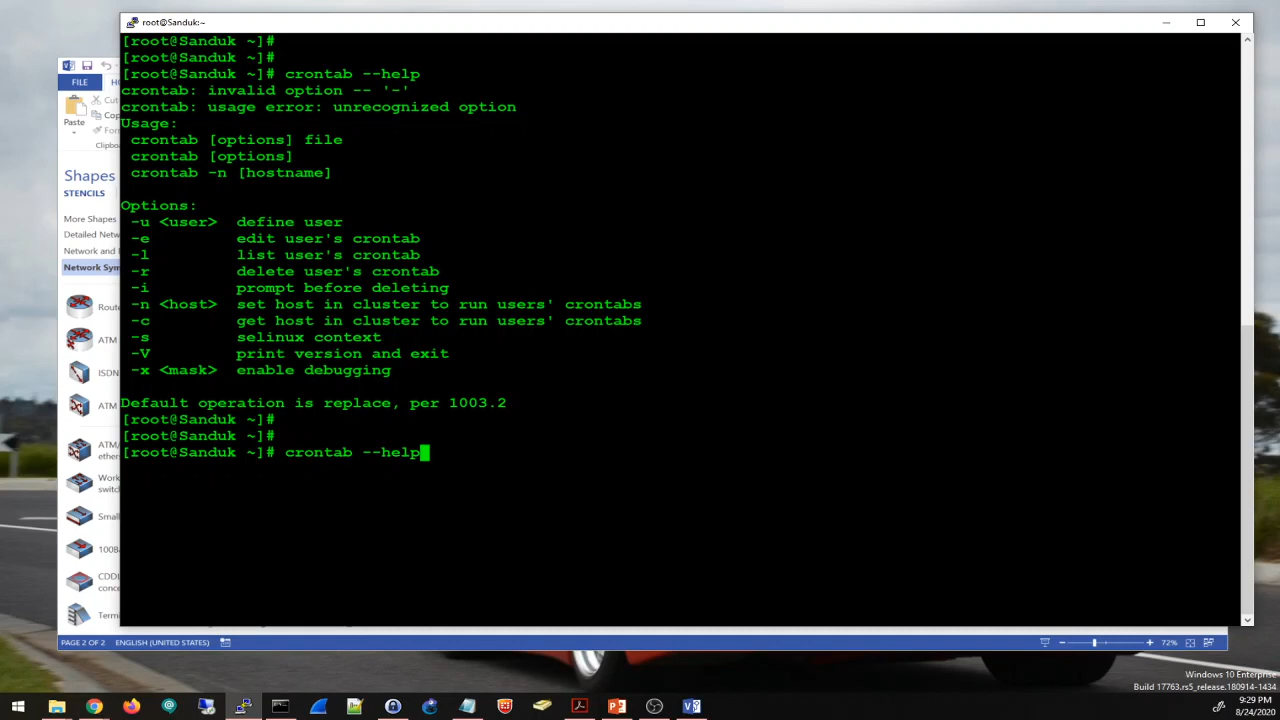 root@Sanduk:~
[root@Sanduk ~]#
[root@Sanduk ~]#
[root@Sanduk ~]# crontab --help
crontab: invalid option -- '-'
crontab: usage error: unrecognized option
Usage:
crontab [options] file
crontab [options]
crontab -n [hostname]
Options:
-u <user> define user
-e edit user's crontab
-l list user's crontab
-r delete user's crontab
-i prompt before deleting
-n <host> set host in cluster to run users' crontabs
-c get host in cluster to run users' crontabs
-s selinux context
-V print version and exit
-x <mask> enable debugging
Default operation is replace, per 1003.2
[root@Sanduk ~]#
[root@Sanduk ~]#
[root@Sanduk ~]# crontab --help
FILE
Cut
Paste
Shapes
STENCILS
More Shapes
Detailed Netw
Network and
Network Sym
Route
ATM
ISDN
ATM
ATM/
ether
Work
switc
Small
100Ba
CDDI
conce
Termi
PAGE 2 OF 2 ENGLISH (UNITED STATES)
72%
Windows 10 Enterprise
Build 17763.rs5_release.180914-1434
9:29 PM
8/24/2020